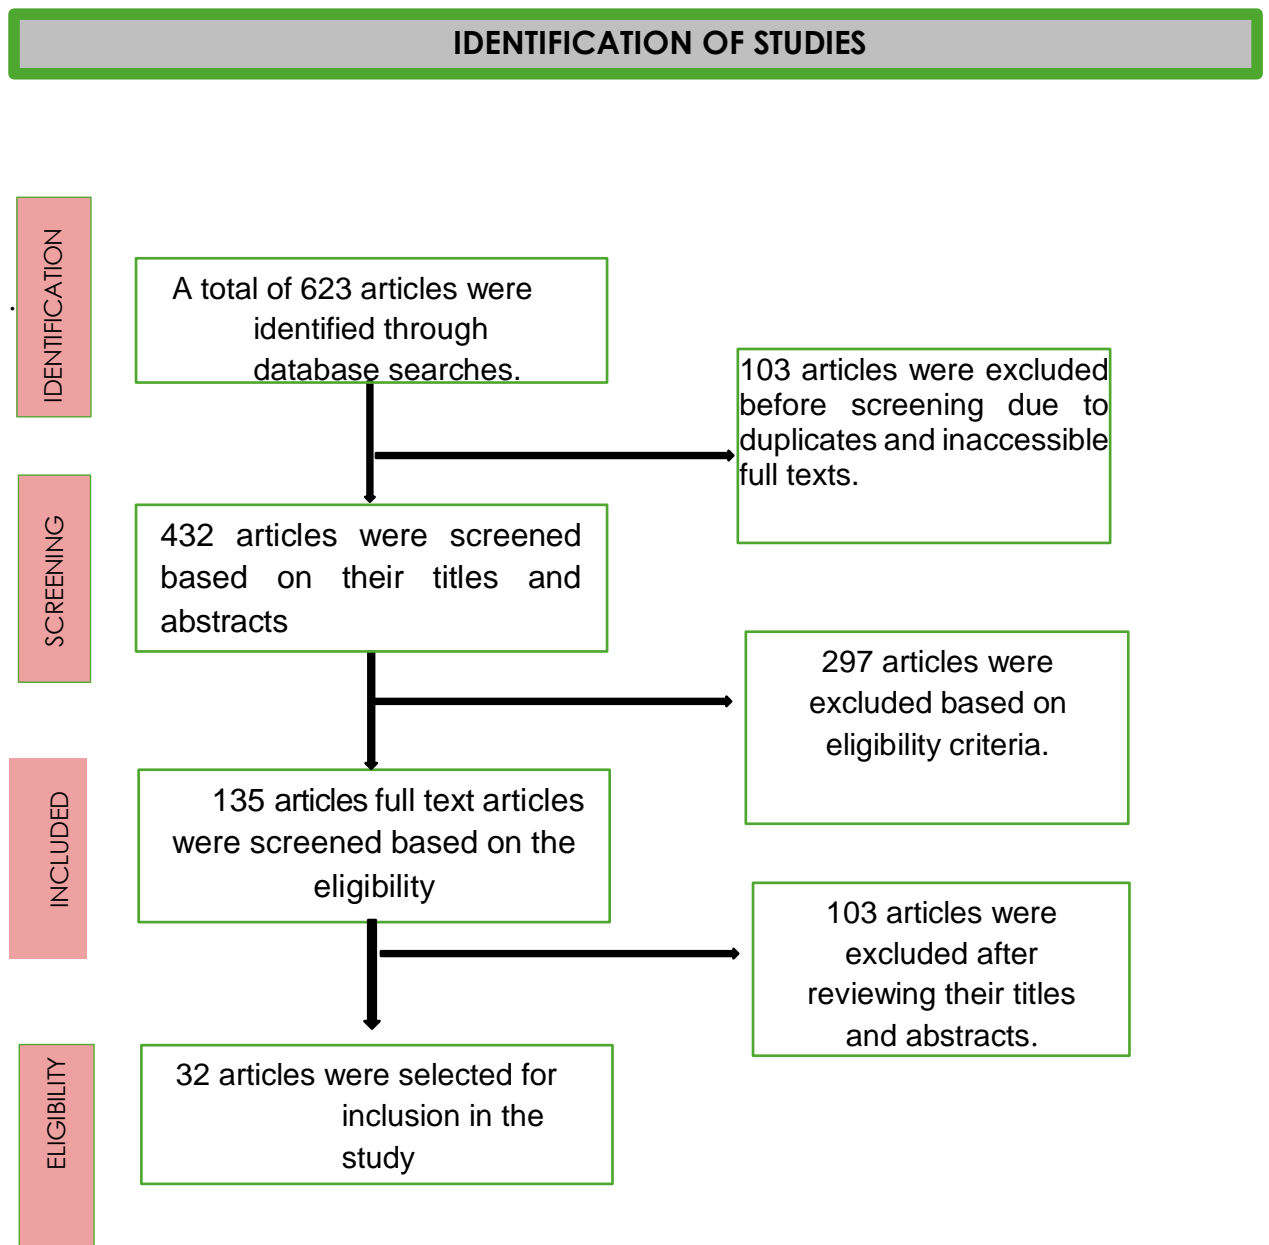 IDENTIFICATION OF STUDIES
IDENTIFICATION
A total of 623 articles were
identified through
database searches.
103 articles were excluded
before screening due to
duplicates and inaccessible
full texts.
SCREENING
432 articles were screened
based on their titles and
abstracts
297 articles were
excluded based on
eligibility criteria.
INCLUDED
135 articles full text articles
were screened based on the
eligibility
103 articles were
excluded after
reviewing their titles
and abstracts.
ELIGIBILITY
32 articles were selected for
inclusion in the
study